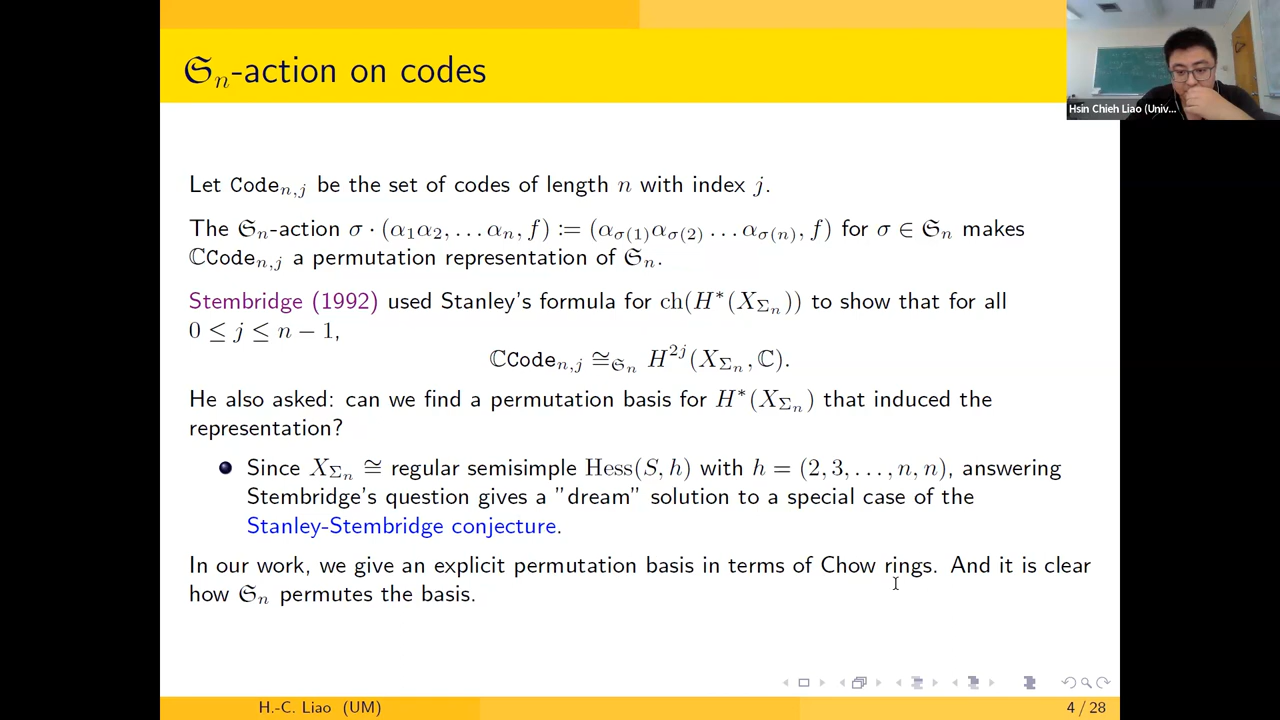 𝔖ₙ-action on codes
Hsin Chieh Liao (Univ...
Let Codeₙ,ⱼ be the set of codes of length n with index j.
The 𝔖ₙ-action σ · (α₁α₂, … αₙ, f) := (α_{σ(1)}α_{σ(2)} … α_{σ(n)}, f) for σ ∈ 𝔖ₙ makes
ℂCodeₙ,ⱼ a permutation representation of 𝔖ₙ.
Stembridge (1992) used Stanley's formula for ch(H*(X_{Σₙ})) to show that for all
0 ≤ j ≤ n − 1,
ℂCodeₙ,ⱼ ≅_{𝔖ₙ} H^{2j}(X_{Σₙ}, ℂ).
He also asked: can we find a permutation basis for H*(X_{Σₙ}) that induced the
representation?
Since X_{Σₙ} ≅ regular semisimple Hess(S, h) with h = (2, 3, …, n, n), answering
Stembridge's question gives a "dream" solution to a special case of the
Stanley-Stembridge conjecture.
In our work, we give an explicit permutation basis in terms of Chow rings. And it is clear
how 𝔖ₙ permutes the basis.
H.-C. Liao (UM)
4 / 28